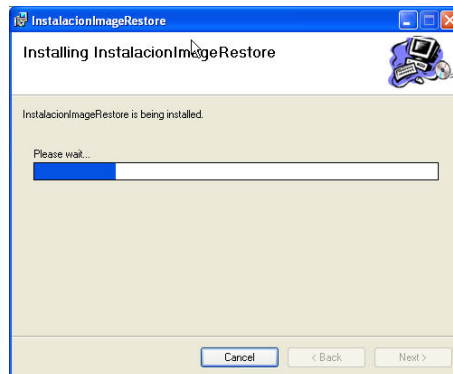 InstalacionImageRestore
Installing InstalacionImageRestore
InstalacionImageRestore is being installed.
Please wait...
Cancel
< Back
Next >